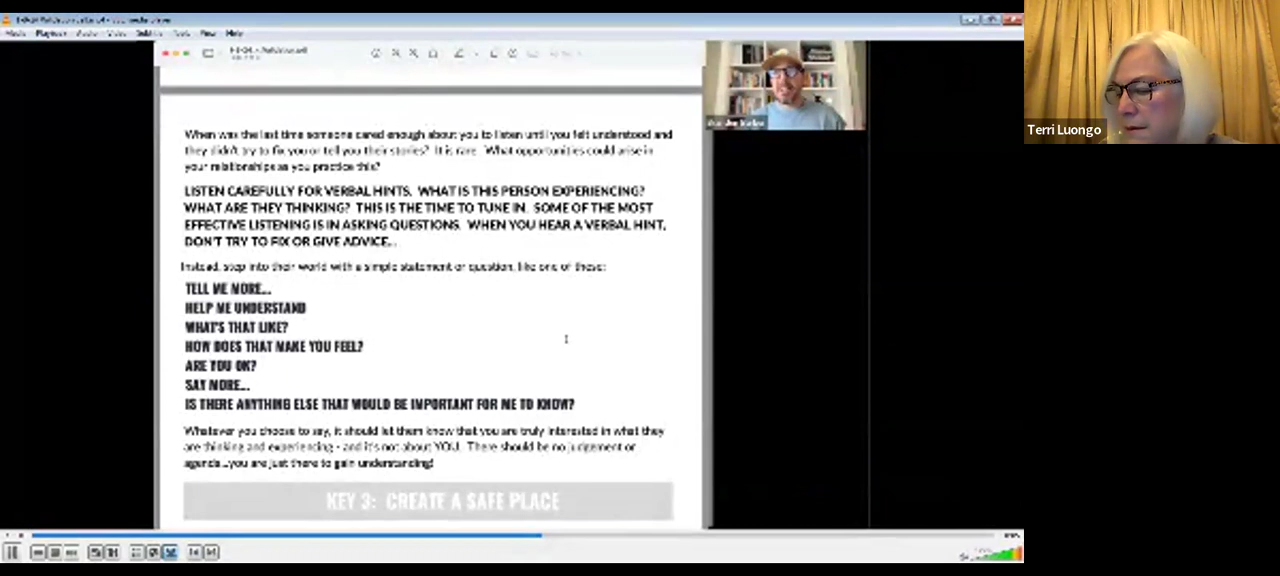 Media Playback Audio Video Subtitle Tools View Help
When was the last time someone cared enough about you to listen until you felt understood and
they didn't try to fix you or tell you their stories? It is rare. What opportunities could arise in
your relationships as you practice this?
LISTEN CAREFULLY FOR VERBAL HINTS. WHAT IS THIS PERSON EXPERIENCING?
WHAT ARE THEY THINKING? THIS IS THE TIME TO TUNE IN. SOME OF THE MOST
EFFECTIVE LISTENING IS IN ASKING QUESTIONS. WHEN YOU HEAR A VERBAL HINT,
DON'T TRY TO FIX OR GIVE ADVICE...
Instead, step into their world with a simple statement or question, like one of these:
TELL ME MORE...
HELP ME UNDERSTAND
WHAT'S THAT LIKE?
HOW DOES THAT MAKE YOU FEEL?
ARE YOU OK?
SAY MORE...
IS THERE ANYTHING ELSE THAT WOULD BE IMPORTANT FOR ME TO KNOW?
Whatever you choose to say, it should let them know that you are truly interested in what they
are thinking and experiencing - and it's not about YOU. There should be no judgement or
agenda...you are just there to gain understanding!
KEY 3: CREATE A SAFE PLACE
Terri Luongo